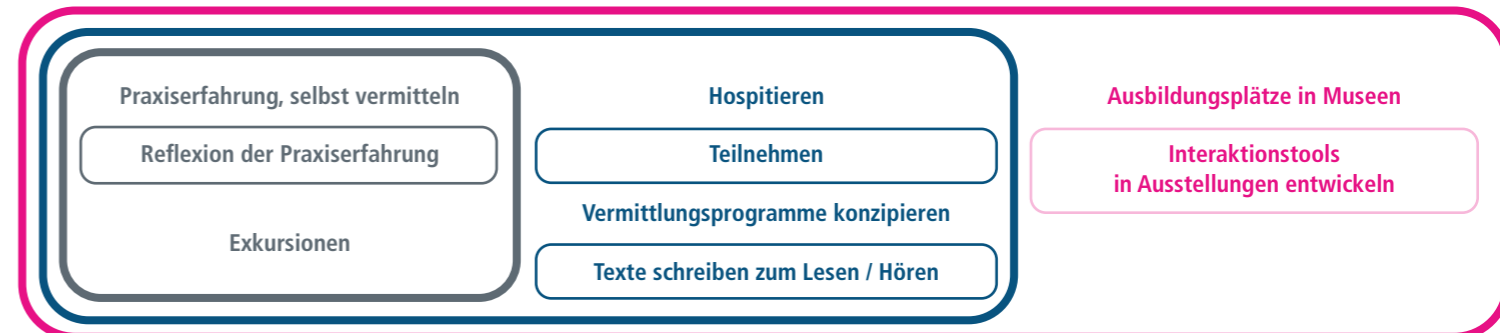 Praxiserfahrung, selbst vermitteln
Reflexion der Praxiserfahrung
Exkursionen
Hospitieren
Teilnehmen
Vermittlungsprogramme konzipieren
Texte schreiben zum Lesen / Hören
Ausbildungsplätze in Museen
Interaktionstools
in Ausstellungen entwickeln